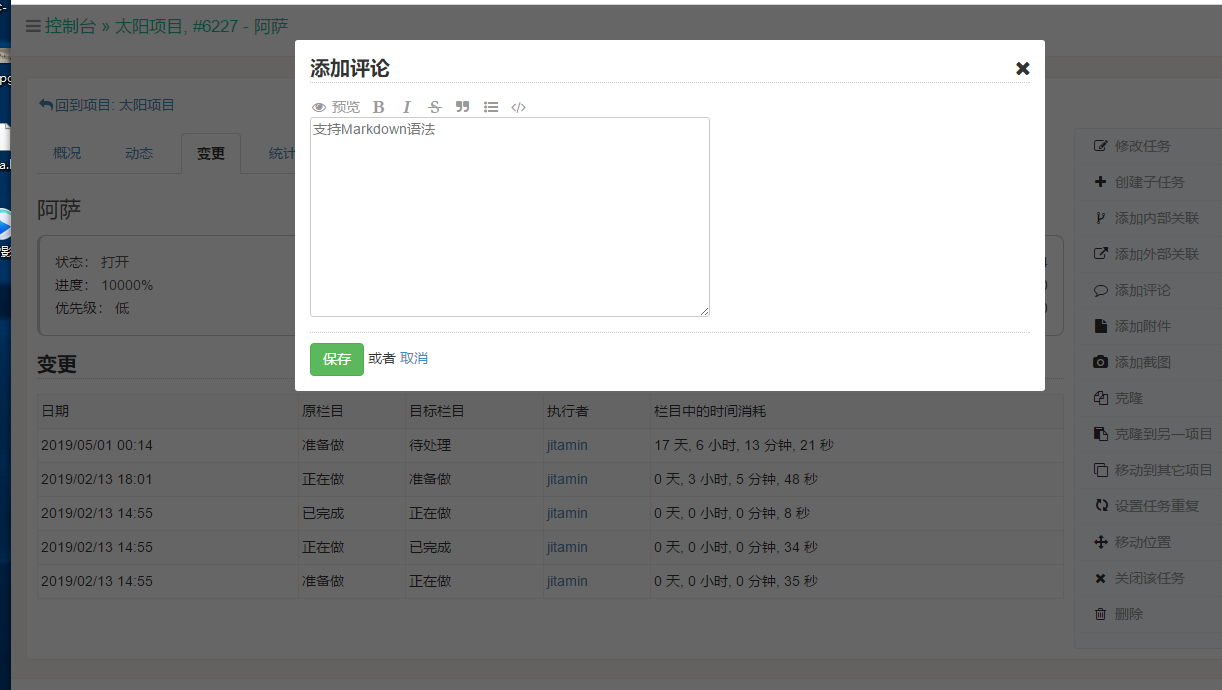 控制台 » 太阳项目, #6227 - 阿萨
添加评论
预览 B I S
支持Markdown语法
保存 或者 取消
回到项目: 太阳项目
概况 动态 变更 统计
阿萨
状态： 打开
进度： 10000%
优先级： 低
变更
日期 原栏目 目标栏目 执行者 栏目中的时间消耗
2019/05/01 00:14 准备做 待处理 jitamin 17 天, 6 小时, 13 分钟, 21 秒
2019/02/13 18:01 正在做 准备做 jitamin 0 天, 3 小时, 5 分钟, 48 秒
2019/02/13 14:55 已完成 正在做 jitamin 0 天, 0 小时, 0 分钟, 8 秒
2019/02/13 14:55 正在做 已完成 jitamin 0 天, 0 小时, 0 分钟, 34 秒
2019/02/13 14:55 准备做 正在做 jitamin 0 天, 0 小时, 0 分钟, 35 秒
修改任务
创建子任务
添加内部关联
添加外部关联
添加评论
添加附件
添加截图
克隆
克隆到另一项目
移动到其它项目
设置任务重复
移动位置
关闭该任务
删除